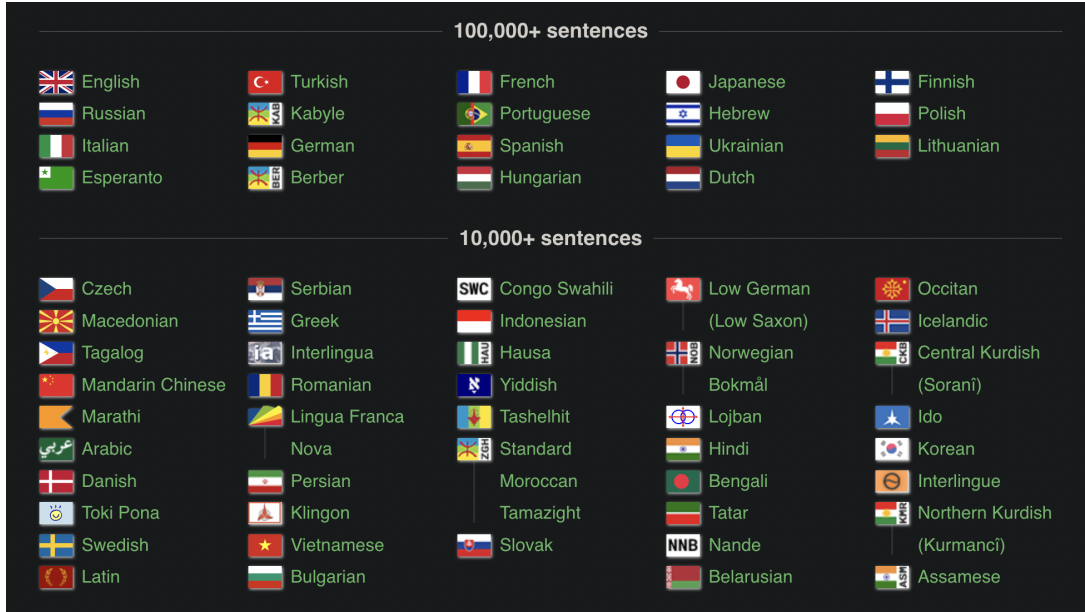 100,000+ sentences
English
Russian
Italian
Esperanto
Turkish
KAB Kabyle
German
BER Berber
French
Portuguese
Spanish
Hungarian
Japanese
Hebrew
Ukrainian
Dutch
Finnish
Polish
Lithuanian
10,000+ sentences
Czech
Macedonian
Tagalog
Mandarin Chinese
Marathi
عربي Arabic
Danish
Toki Pona
Swedish
Latin
Serbian
Greek
ia Interlingua
Romanian
Lingua Franca
Nova
Persian
Klingon
Vietnamese
Bulgarian
SWC Congo Swahili
Indonesian
HAU Hausa
א Yiddish
Tashelhit
ZGH Standard
Moroccan
Tamazight
Slovak
Low German
(Low Saxon)
NOB Norwegian
Bokmål
Lojban
Hindi
Bengali
Tatar
NNB Nande
Belarusian
Occitan
Icelandic
CKB Central Kurdish
(Soranî)
Ido
Korean
Interlingue
KMR Northern Kurdish
(Kurmancî)
ASM Assamese